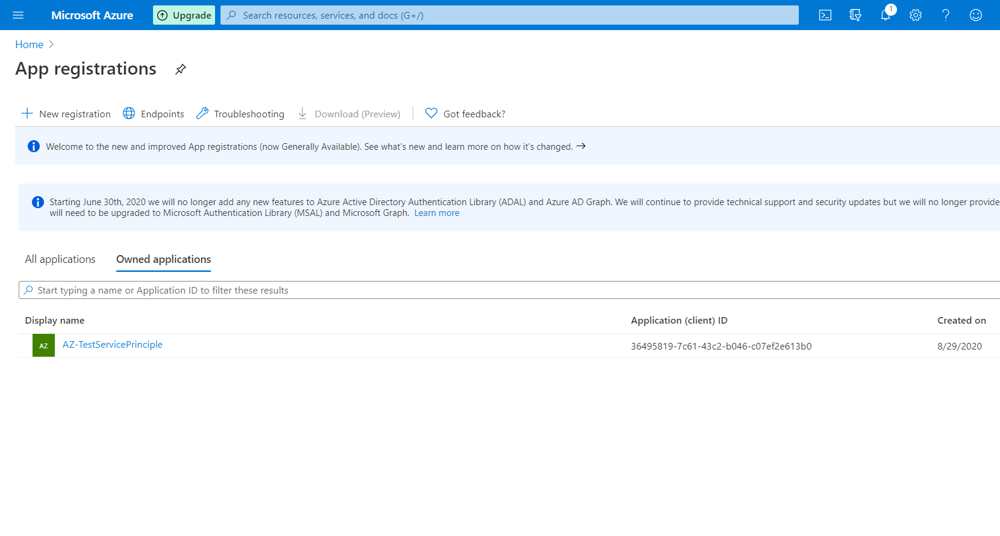 Microsoft Azure
Upgrade
Search resources, services, and docs (G+/)
1
Home
App registrations
New registration
Endpoints
Troubleshooting
Download (Preview)
Got feedback?
Welcome to the new and improved App registrations (now Generally Available). See what's new and learn more on how it's changed.
Starting June 30th, 2020 we will no longer add any new features to Azure Active Directory Authentication Library (ADAL) and Azure AD Graph. We will continue to provide technical support and security updates but we will no longer provide
will need to be upgraded to Microsoft Authentication Library (MSAL) and Microsoft Graph. Learn more
All applications
Owned applications
Start typing a name or Application ID to filter these results
Display name
Application (client) ID
Created on
AZ
AZ-TestServicePrinciple
36495819-7c61-43c2-b046-c07ef2e613b0
8/29/2020